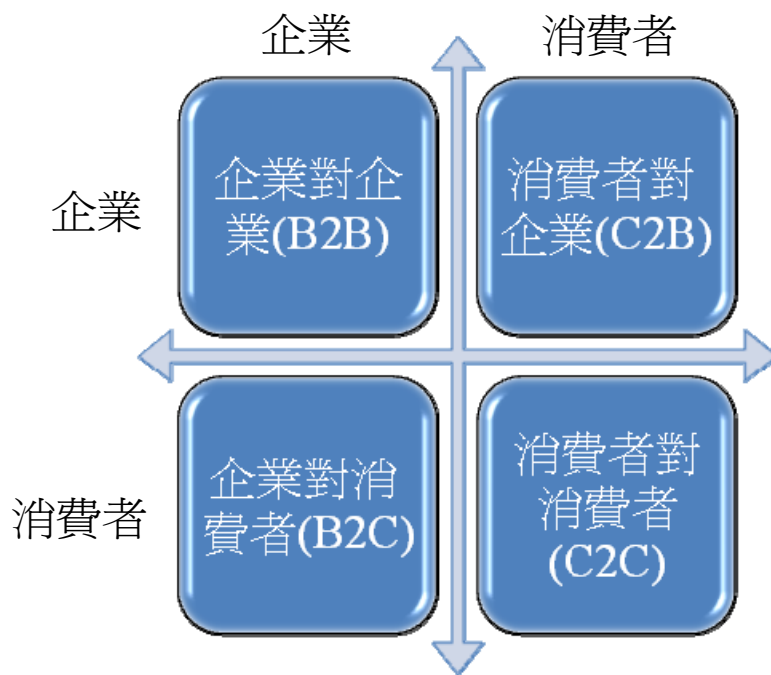 企業
消費者
企業
企業對企
業(B2B)
消費者對
企業(C2B)
消費者
企業對消
費者(B2C)
消費者對
消費者
(C2C)